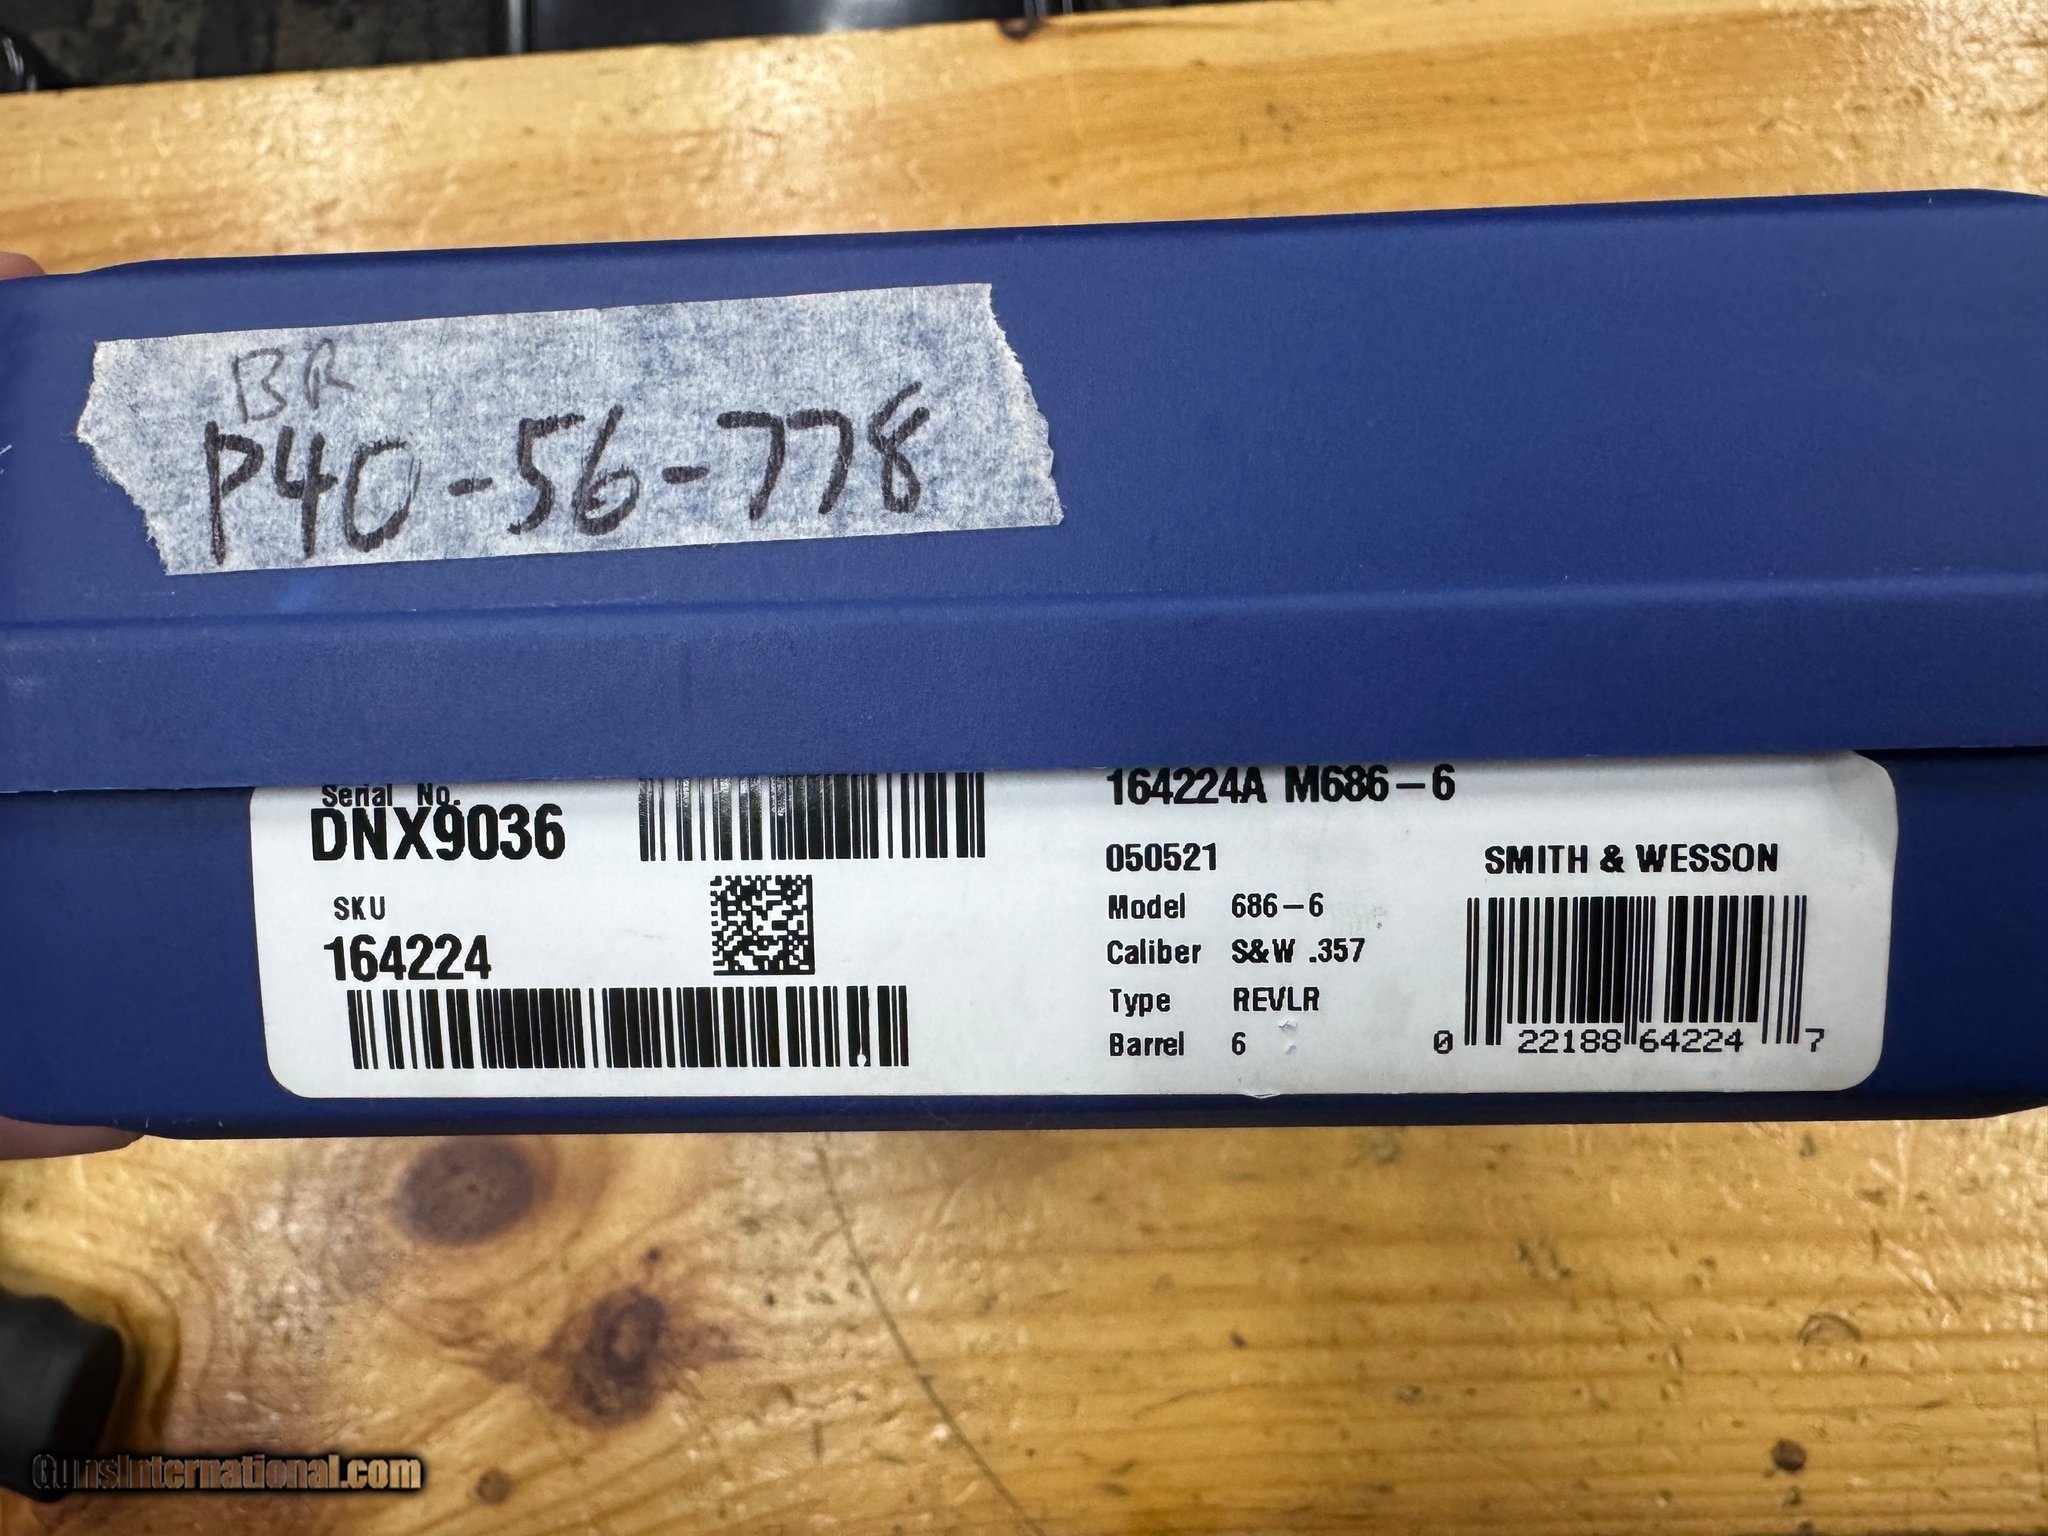 BR
P40-56-778
Serial No.
DNX9036
SKU
164224
164224A M686-6
050521
Model 686-6
Caliber S&W .357
Type REVLR
Barrel 6
SMITH & WESSON
0 22188 64224 7
GunsInternational.com